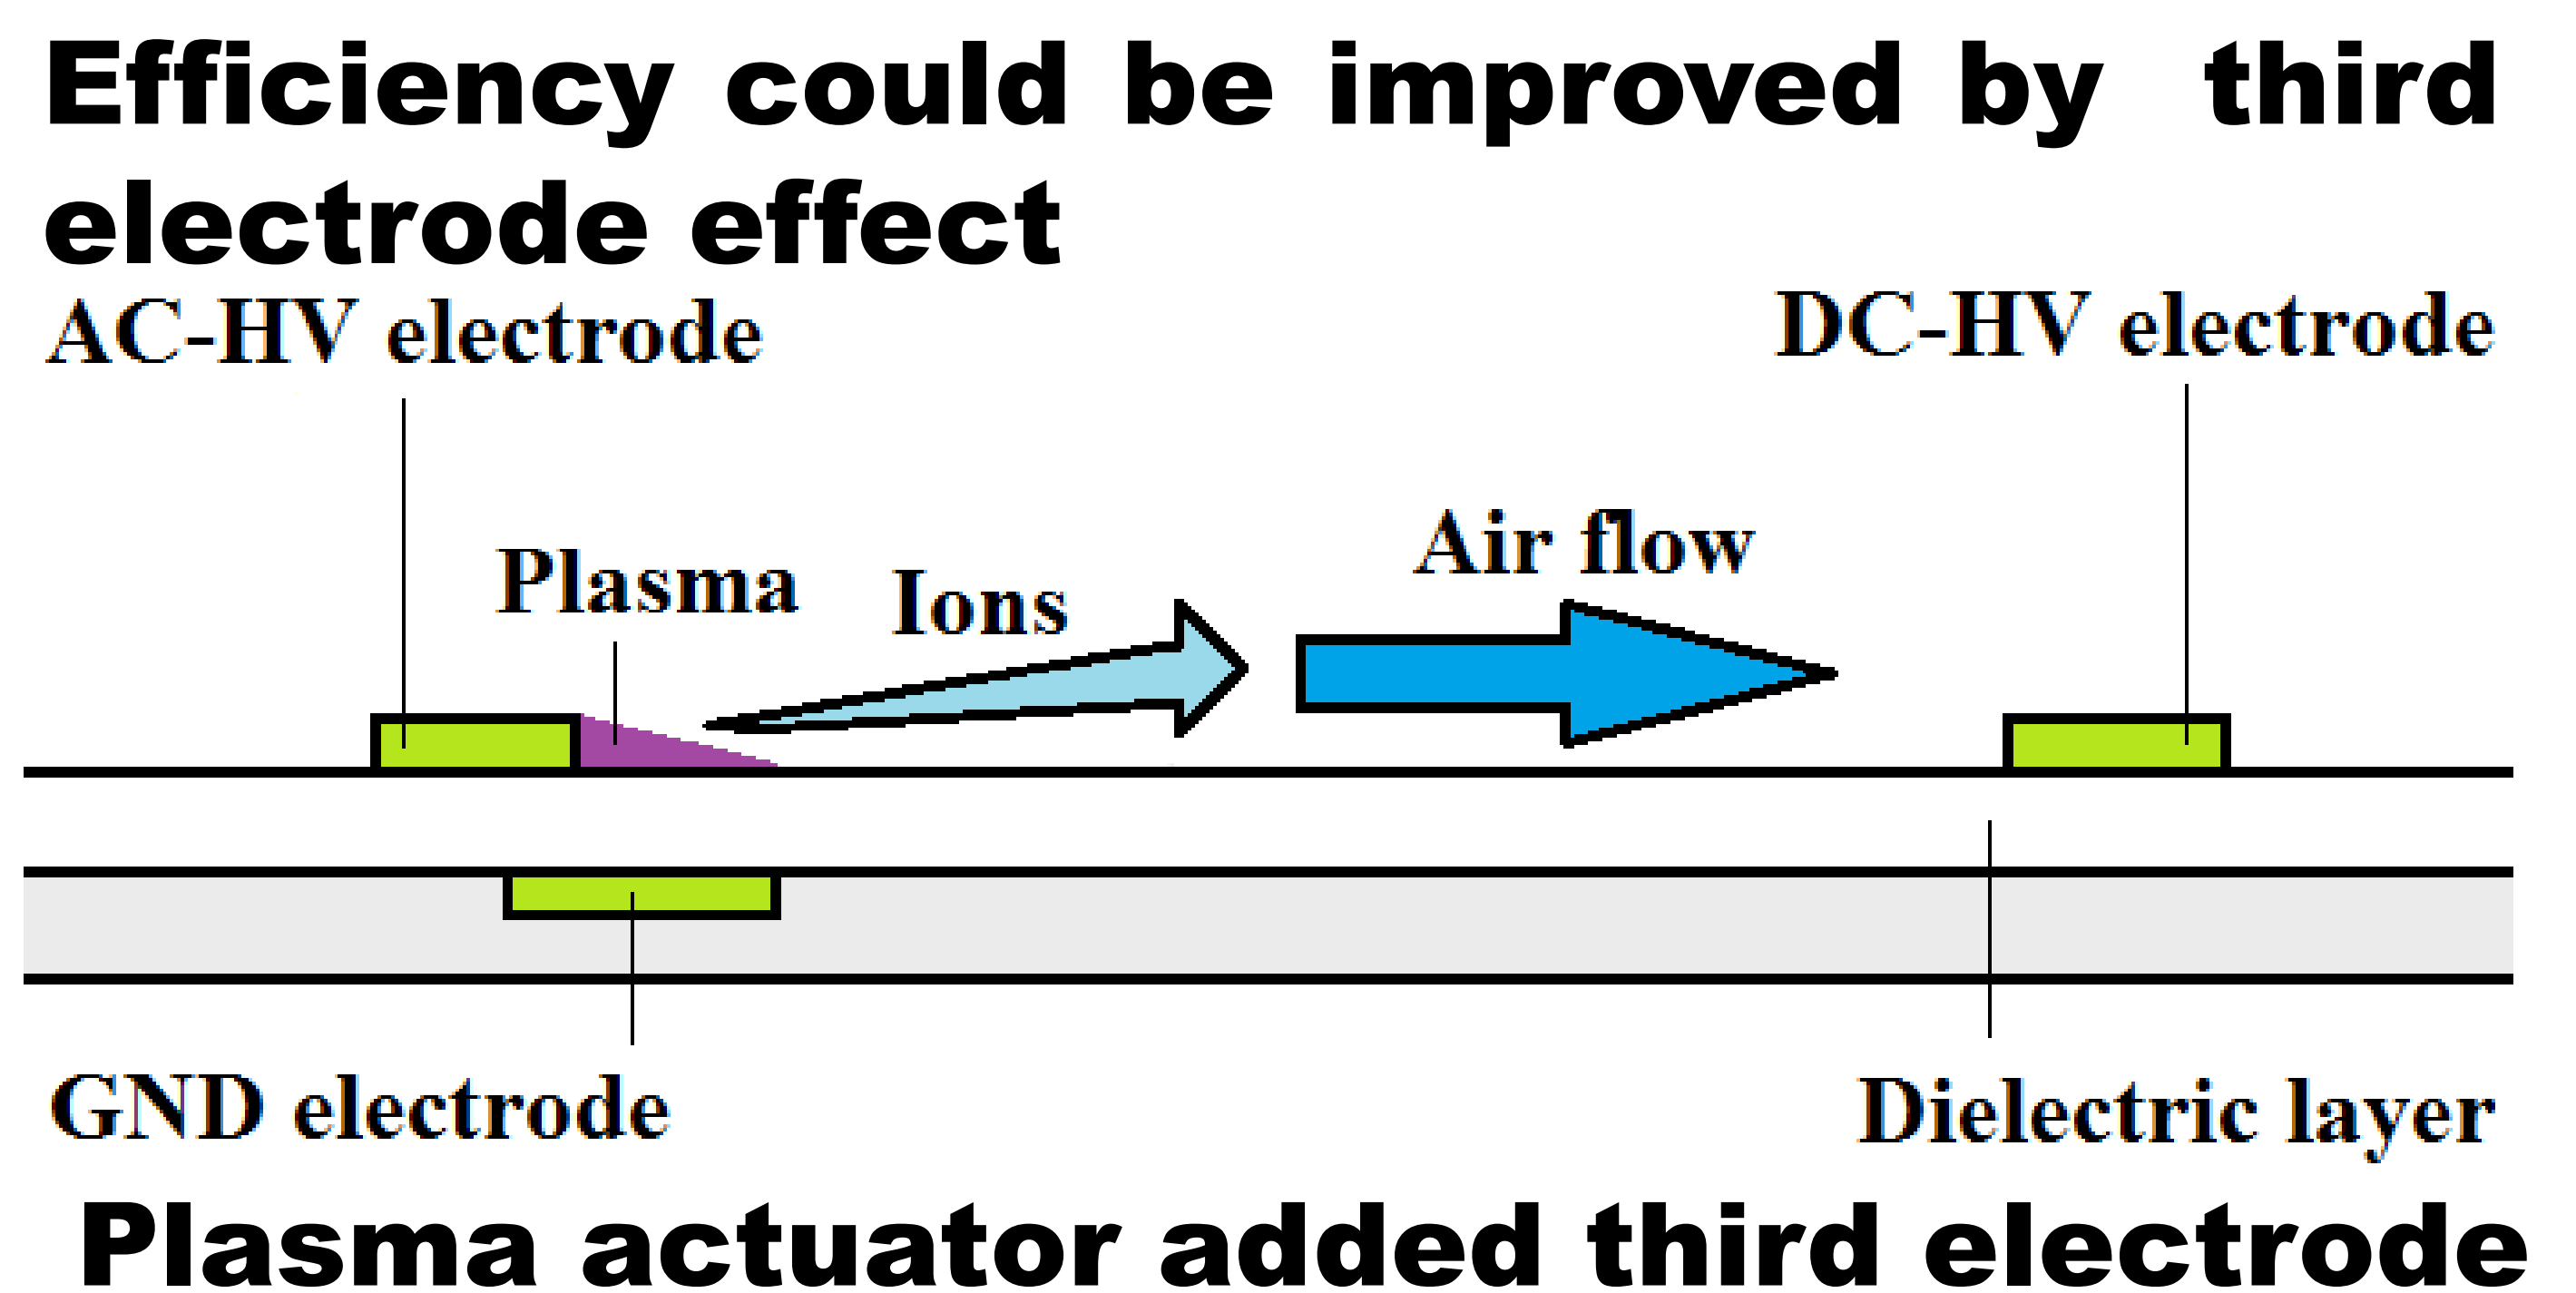 Efficiency could be improved by third
electrode effect
AC-HV electrode
DC-HV electrode
Air flow
Plasma
Ions
GND electrode
Dielectric layer
Plasma actuator added third electrode